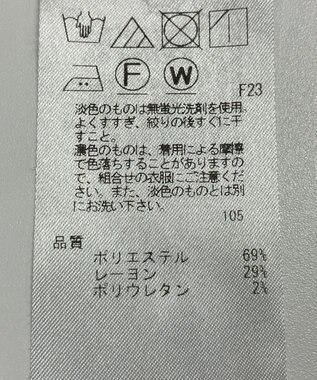 F W
F23
淡色のものは無蛍光洗剤を使用。
よくすすぎ、絞りの後すぐに干
すこと。
濃色のものは、着用による摩擦
で色落ちすることがありますの
で、組合せの衣服にご注意くだ
さい。また、淡色のものとは別
にお洗い下さい。
105
品質
ポリエステル 69%
レーヨン 29%
ポリウレタン 2%